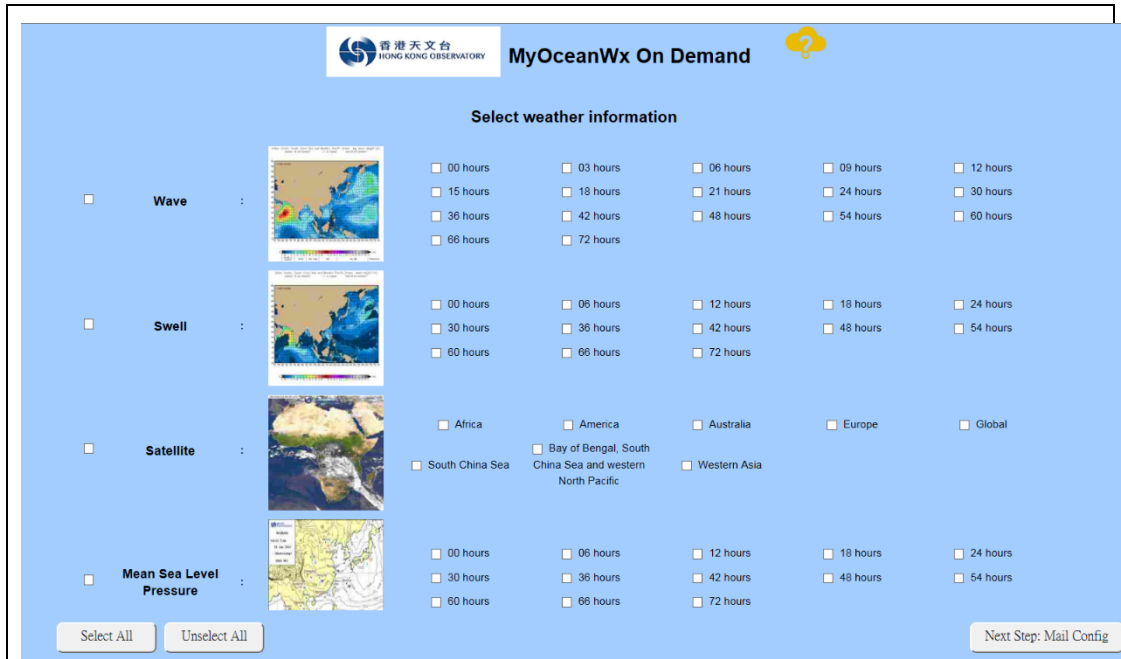 香港天文台
HONG KONG OBSERVATORY
MyOceanWx On Demand
?
Select weather information
Wave :
00 hours 03 hours 06 hours 09 hours 12 hours
15 hours 18 hours 21 hours 24 hours 30 hours
36 hours 42 hours 48 hours 54 hours 60 hours
66 hours 72 hours
Swell :
00 hours 06 hours 12 hours 18 hours 24 hours
30 hours 36 hours 42 hours 48 hours 54 hours
60 hours 66 hours 72 hours
Satellite :
Africa America Australia Europe Global
South China Sea
Bay of Bengal, South
China Sea and western
North Pacific
Western Asia
Mean Sea Level
Pressure :
00 hours 06 hours 12 hours 18 hours 24 hours
30 hours 36 hours 42 hours 48 hours 54 hours
60 hours 66 hours 72 hours
Select All Unselect All Next Step: Mail Config